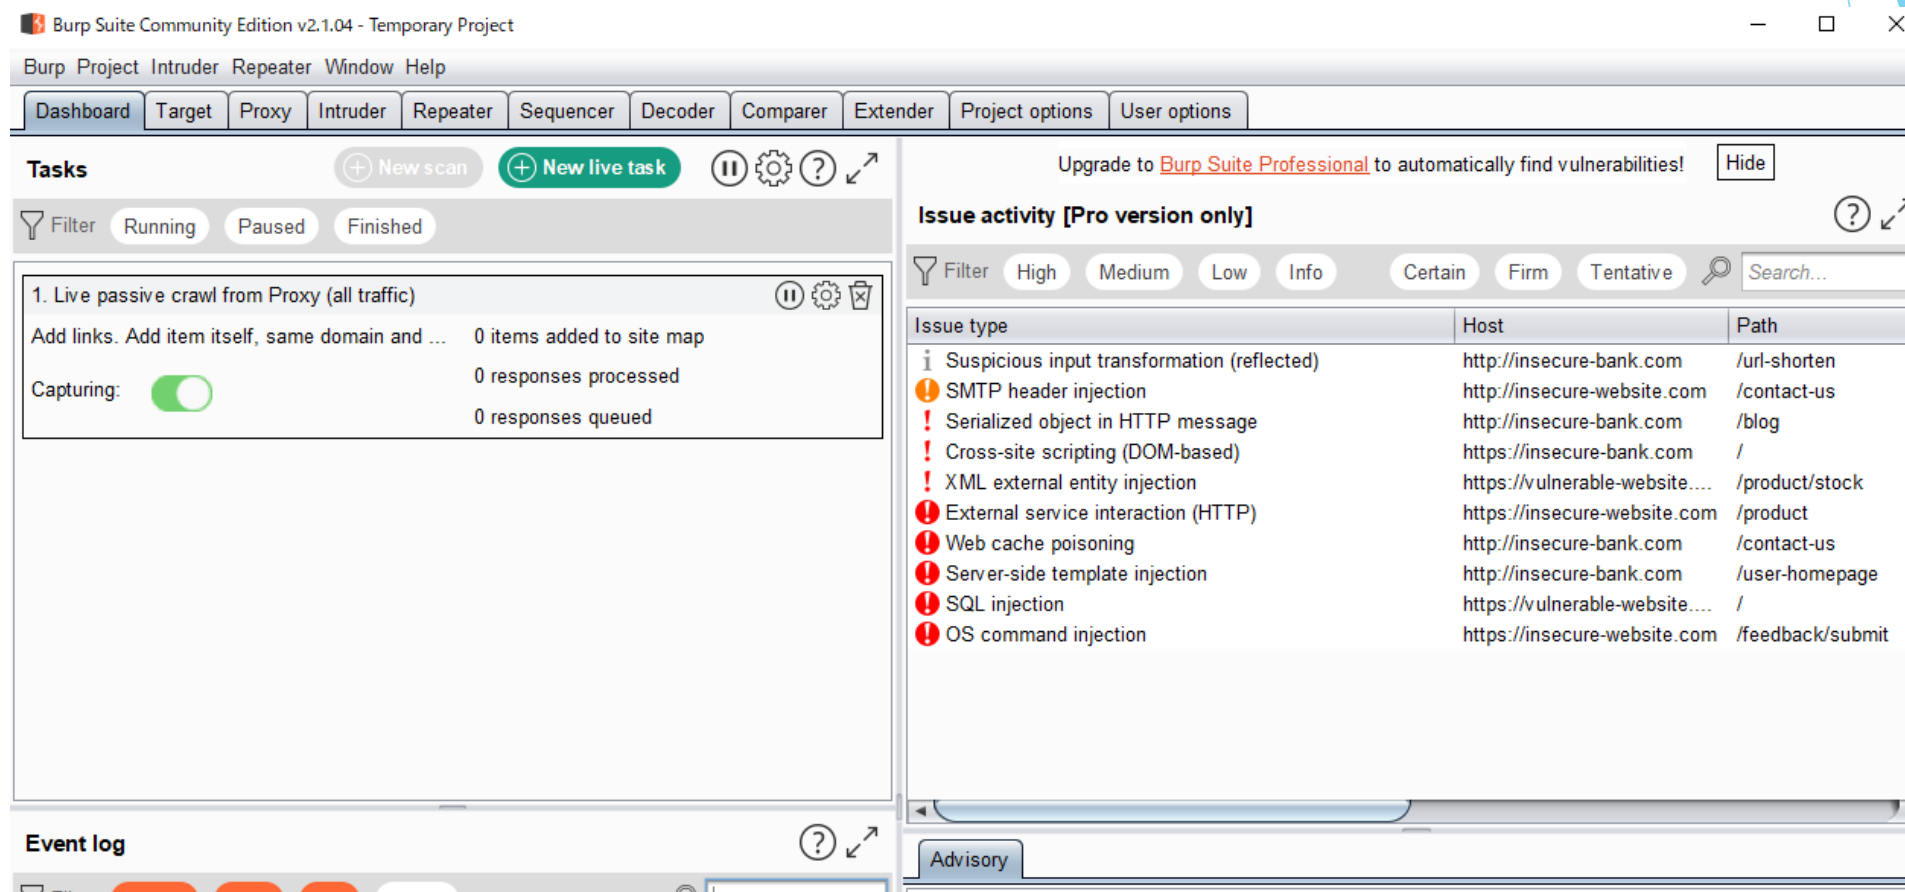 Burp Suite Community Edition v2.1.04 - Temporary Project
Burp Project Intruder Repeater Window Help
Dashboard Target Proxy Intruder Repeater Sequencer Decoder Comparer Extender Project options User options
Tasks
New scan
New live task
Filter Running Paused Finished
1. Live passive crawl from Proxy (all traffic)
Add links. Add item itself, same domain and ...
0 items added to site map
0 responses processed
Capturing:
0 responses queued
Event log
Upgrade to Burp Suite Professional to automatically find vulnerabilities!
Hide
Issue activity [Pro version only]
Filter High Medium Low Info Certain Firm Tentative Search...
Issue type Host Path
Suspicious input transformation (reflected) http://insecure-bank.com /url-shorten
SMTP header injection http://insecure-website.com /contact-us
Serialized object in HTTP message http://insecure-bank.com /blog
Cross-site scripting (DOM-based) https://insecure-bank.com /
XML external entity injection https://vulnerable-website.... /product/stock
External service interaction (HTTP) https://insecure-website.com /product
Web cache poisoning http://insecure-bank.com /contact-us
Server-side template injection http://insecure-bank.com /user-homepage
SQL injection https://vulnerable-website.... /
OS command injection https://insecure-website.com /feedback/submit
Advisory